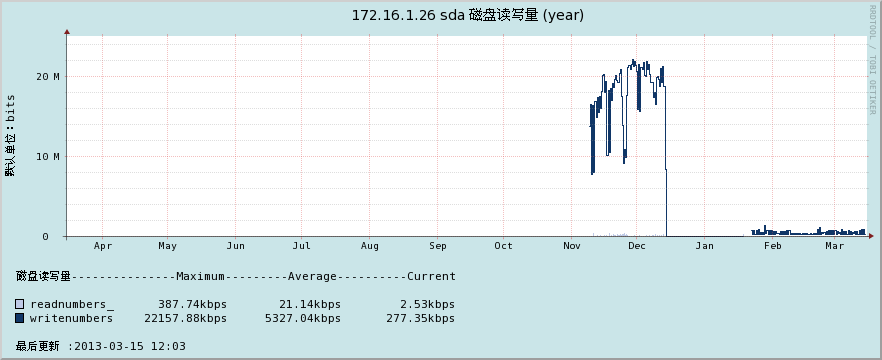 172.16.1.26 sda 磁盘读写量 (year)
RRDTOOL / TOBI OETIKER
默认单位：bits
20 M
10 M
0
Apr May Jun Jul Aug Sep Oct Nov Dec Jan Feb Mar
磁盘读写量---------------Maximum---------Average----------Current
readnumbers_ 387.74kbps 21.14kbps 2.53kbps
writenumbers 22157.88kbps 5327.04kbps 277.35kbps
最后更新 :2013-03-15 12:03